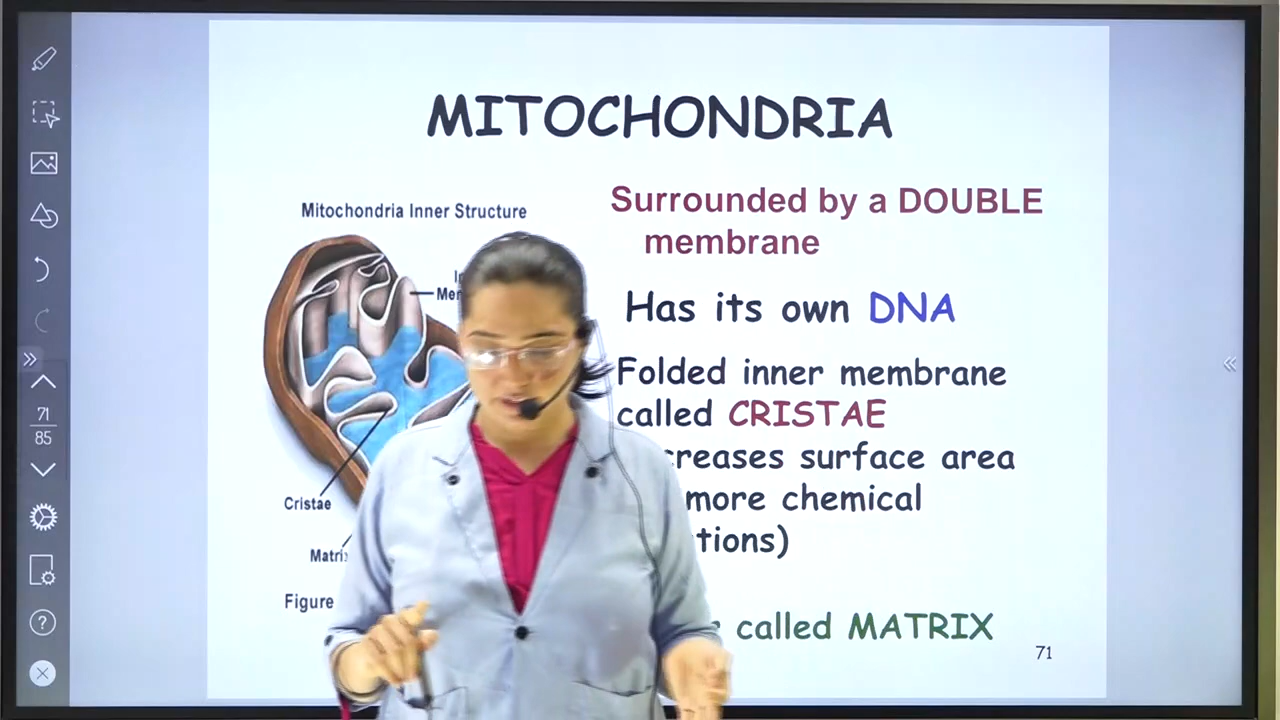 MITOCHONDRIA
Mitochondria Inner Structure
Surrounded by a DOUBLE
membrane
Has its own DNA
Folded inner membrane
called CRISTAE
creases surface area
more chemical
tions)
Cristae
Figure
called MATRIX
71
71
85